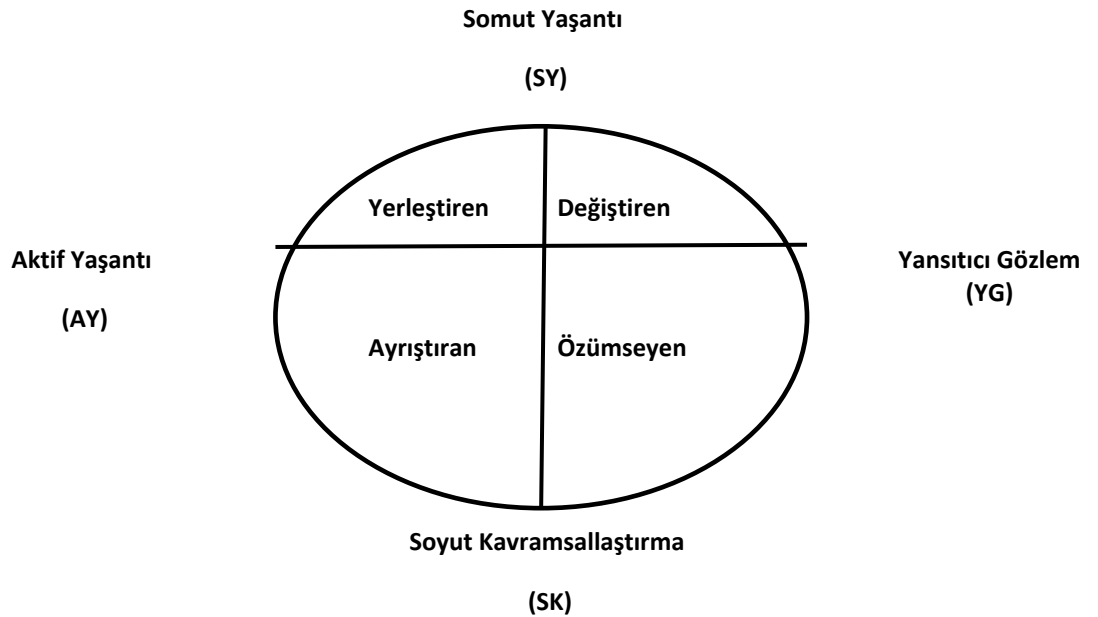 Somut Yaşantı
(SY)
Yerleştiren
Değiştiren
Aktif Yaşantı
(AY)
Yansıtıcı Gözlem
(YG)
Ayrıştıran
Özümseyen
Soyut Kavramsallaştırma
(SK)